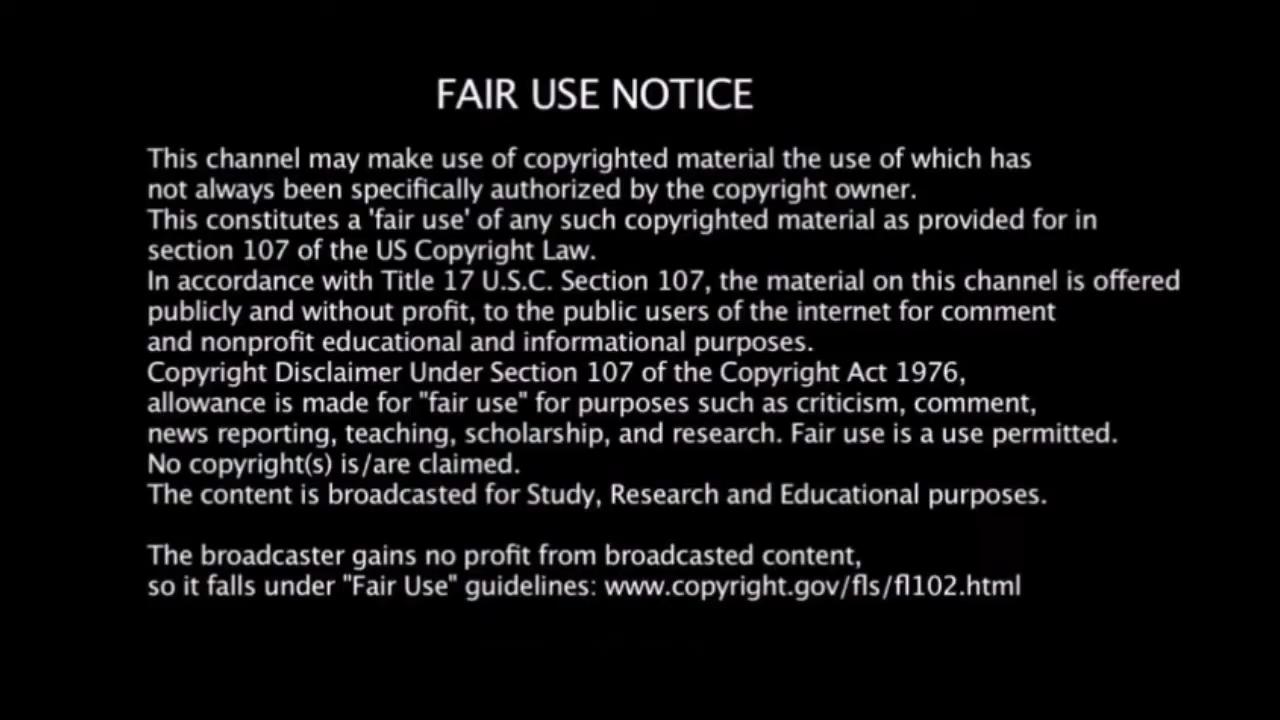 FAIR USE NOTICE
This channel may make use of copyrighted material the use of which has
not always been specifically authorized by the copyright owner.
This constitutes a 'fair use' of any such copyrighted material as provided for in
section 107 of the US Copyright Law.
In accordance with Title 17 U.S.C. Section 107, the material on this channel is offered
publicly and without profit, to the public users of the internet for comment
and nonprofit educational and informational purposes.
Copyright Disclaimer Under Section 107 of the Copyright Act 1976,
allowance is made for "fair use" for purposes such as criticism, comment,
news reporting, teaching, scholarship, and research. Fair use is a use permitted.
No copyright(s) is/are claimed.
The content is broadcasted for Study, Research and Educational purposes.
The broadcaster gains no profit from broadcasted content,
so it falls under "Fair Use" guidelines: www.copyright.gov/fls/fl102.html